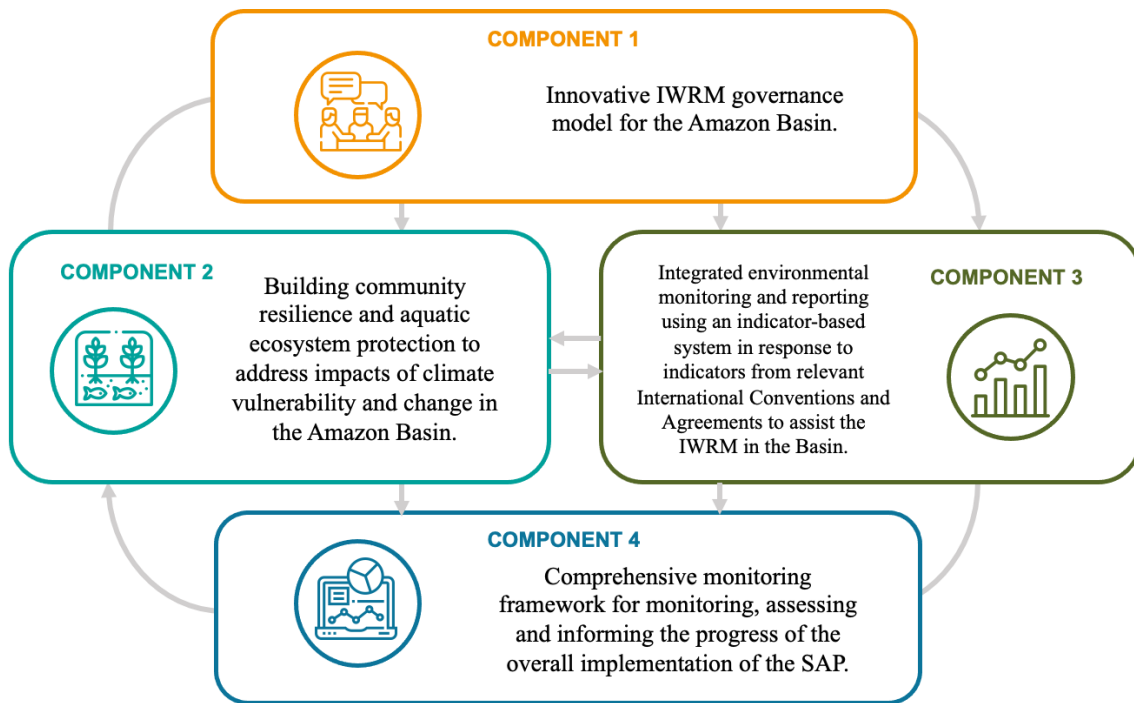 COMPONENT 1
Innovative IWRM governance
model for the Amazon Basin.
COMPONENT 2
Building community
resilience and aquatic
ecosystem protection to
address impacts of climate
vulnerability and change in
the Amazon Basin.
COMPONENT 3
Integrated environmental
monitoring and reporting
using an indicator-based
system in response to
indicators from relevant
International Conventions and
Agreements to assist the
IWRM in the Basin.
COMPONENT 4
Comprehensive monitoring
framework for monitoring, assessing
and informing the progress of the
overall implementation of the SAP.